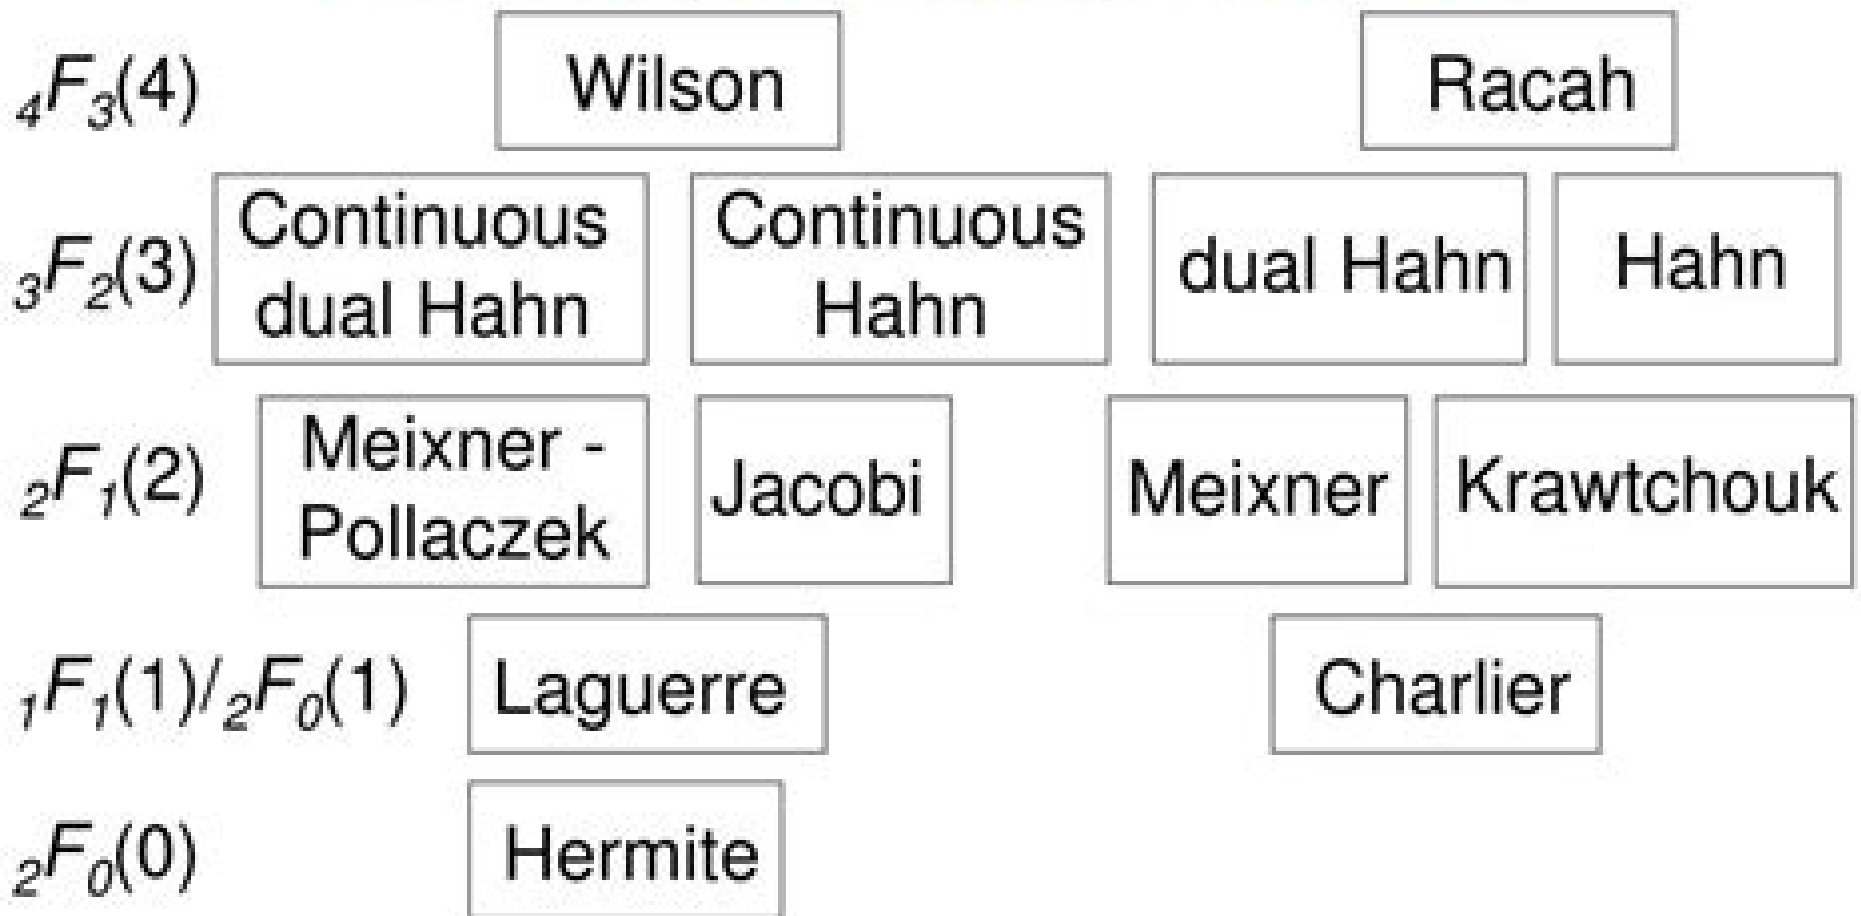 ₄F₃(4) Wilson Racah
₃F₂(3) Continuous dual Hahn Continuous Hahn dual Hahn Hahn
₂F₁(2) Meixner - Pollaczek Jacobi Meixner Krawtchouk
₁F₁(1)/₂F₀(1) Laguerre Charlier
₂F₀(0) Hermite